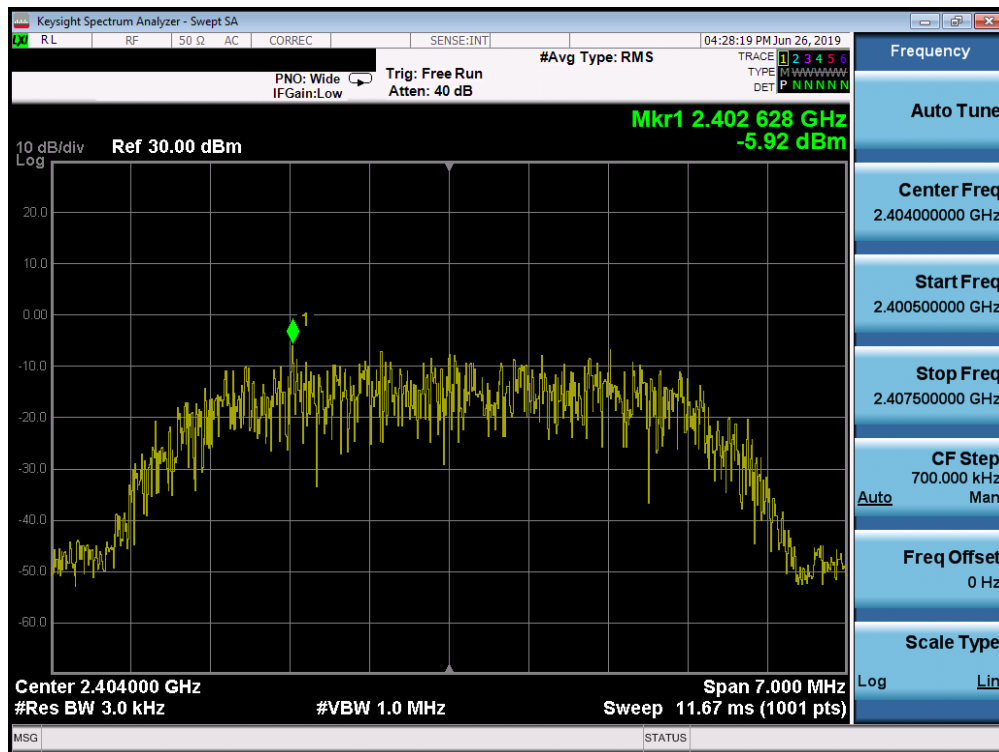 Keysight Spectrum Analyzer - Swept SA
LXI RL RF 50 Ω AC CORREC SENSE:INT 04:28:19 PM Jun 26, 2019
#Avg Type: RMS
TRACE 1 2 3 4 5 6
PNO: Wide Trig: Free Run
TYPE M W W W W W
IFGain:Low Atten: 40 dB
DET P N N N N N
Mkr1 2.402 628 GHz
-5.92 dBm
10 dB/div Ref 30.00 dBm
Log
20.0
10.0
0.00
-10.0
-20.0
-30.0
-40.0
-50.0
-60.0
1
Center 2.404000 GHz Span 7.000 MHz
#Res BW 3.0 kHz #VBW 1.0 MHz Sweep 11.67 ms (1001 pts)
MSG STATUS
Frequency
Auto Tune
Center Freq
2.404000000 GHz
Start Freq
2.400500000 GHz
Stop Freq
2.407500000 GHz
CF Step
700.000 kHz
Auto Man
Freq Offset
0 Hz
Scale Type
Log Lin